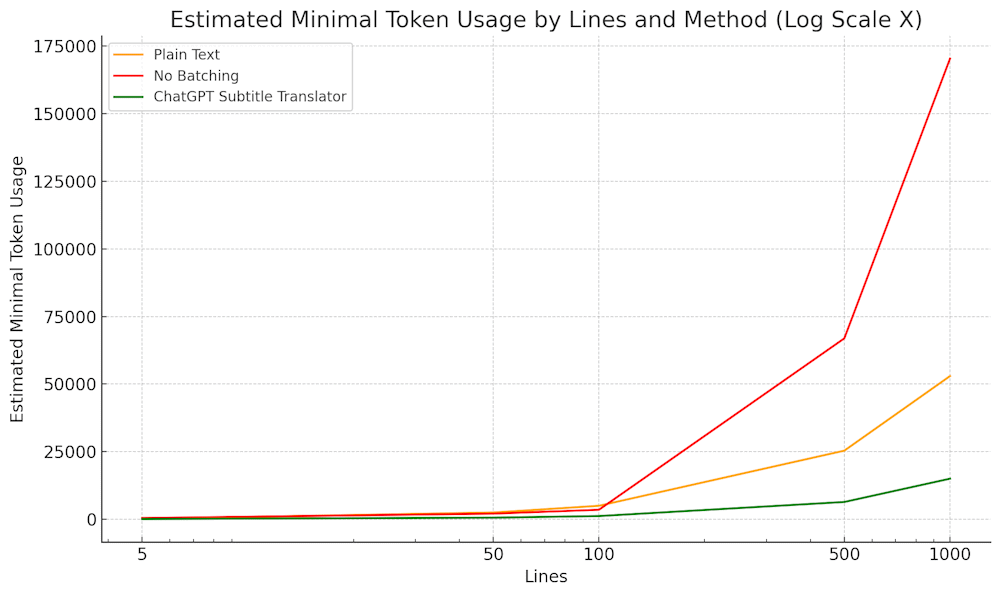 Estimated Minimal Token Usage by Lines and Method (Log Scale X)
Plain Text
No Batching
ChatGPT Subtitle Translator
Estimated Minimal Token Usage
175000
150000
125000
100000
75000
50000
25000
0
5
50
100
500
1000
Lines